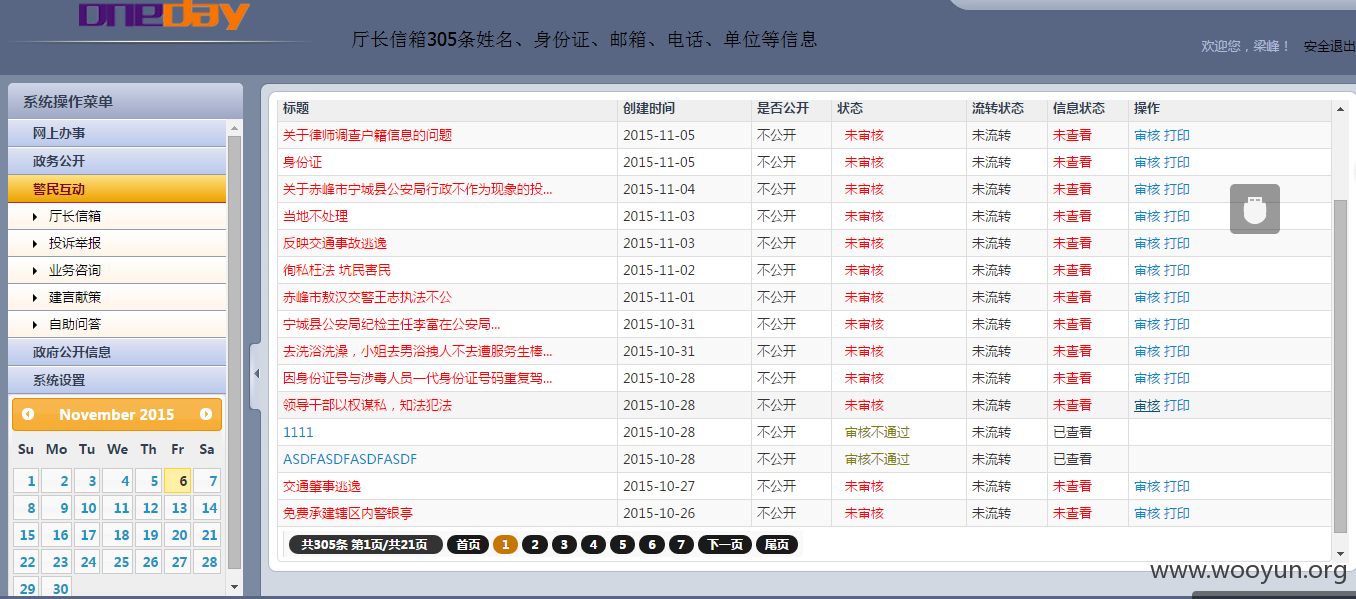 oneday
厅长信箱305条姓名、身份证、邮箱、电话、单位等信息
欢迎您，梁峰！ 安全退出
系统操作菜单
网上办事
政务公开
警民互动
厅长信箱
投诉举报
业务咨询
建言献策
自助问答
政府公开信息
系统设置
November 2015
Su Mo Tu We Th Fr Sa
1 2 3 4 5 6 7
8 9 10 11 12 13 14
15 16 17 18 19 20 21
22 23 24 25 26 27 28
29 30
标题 创建时间 是否公开 状态 流转状态 信息状态 操作
关于律师调查户籍信息的问题 2015-11-05 不公开 未审核 未流转 未查看 审核 打印
身份证 2015-11-05 不公开 未审核 未流转 未查看 审核 打印
关于赤峰市宁城县公安局行政不作为现象的投... 2015-11-04 不公开 未审核 未流转 未查看 审核 打印
当地不处理 2015-11-03 不公开 未审核 未流转 未查看 审核 打印
反映交通事故逃逸 2015-11-03 不公开 未审核 未流转 未查看 审核 打印
徇私枉法 坑民害民 2015-11-02 不公开 未审核 未流转 未查看 审核 打印
赤峰市敖汉交警王志执法不公 2015-11-01 不公开 未审核 未流转 未查看 审核 打印
宁城县公安局纪检主任李富在公安局... 2015-10-31 不公开 未审核 未流转 未查看 审核 打印
去洗浴洗澡，小姐去男浴拽人不去遭服务生棒... 2015-10-31 不公开 未审核 未流转 未查看 审核 打印
因身份证号与涉毒人员一代身份证号码重复驾... 2015-10-28 不公开 未审核 未流转 未查看 审核 打印
领导干部以权谋私，知法犯法 2015-10-28 不公开 未审核 未流转 未查看 审核 打印
1111 2015-10-28 不公开 审核不通过 未流转 已查看
ASDFASDFASDFASDF 2015-10-28 不公开 审核不通过 未流转 已查看
交通肇事逃逸 2015-10-27 不公开 未审核 未流转 未查看 审核 打印
免费承建辖区内警银亭 2015-10-26 不公开 未审核 未流转 未查看 审核 打印
共305条 第1页/共21页 首页 1 2 3 4 5 6 7 下一页 尾页
www.wooyun.org